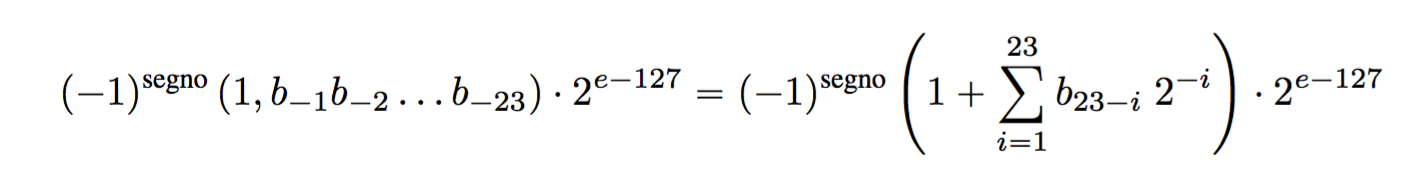 (−1)^segno (1, b₋₁b₋₂ … b₋₂₃) · 2^(e−127) = (−1)^segno (1 + ∑_{i=1}^{23} b_{23−i} 2^{−i}) · 2^{e−127}